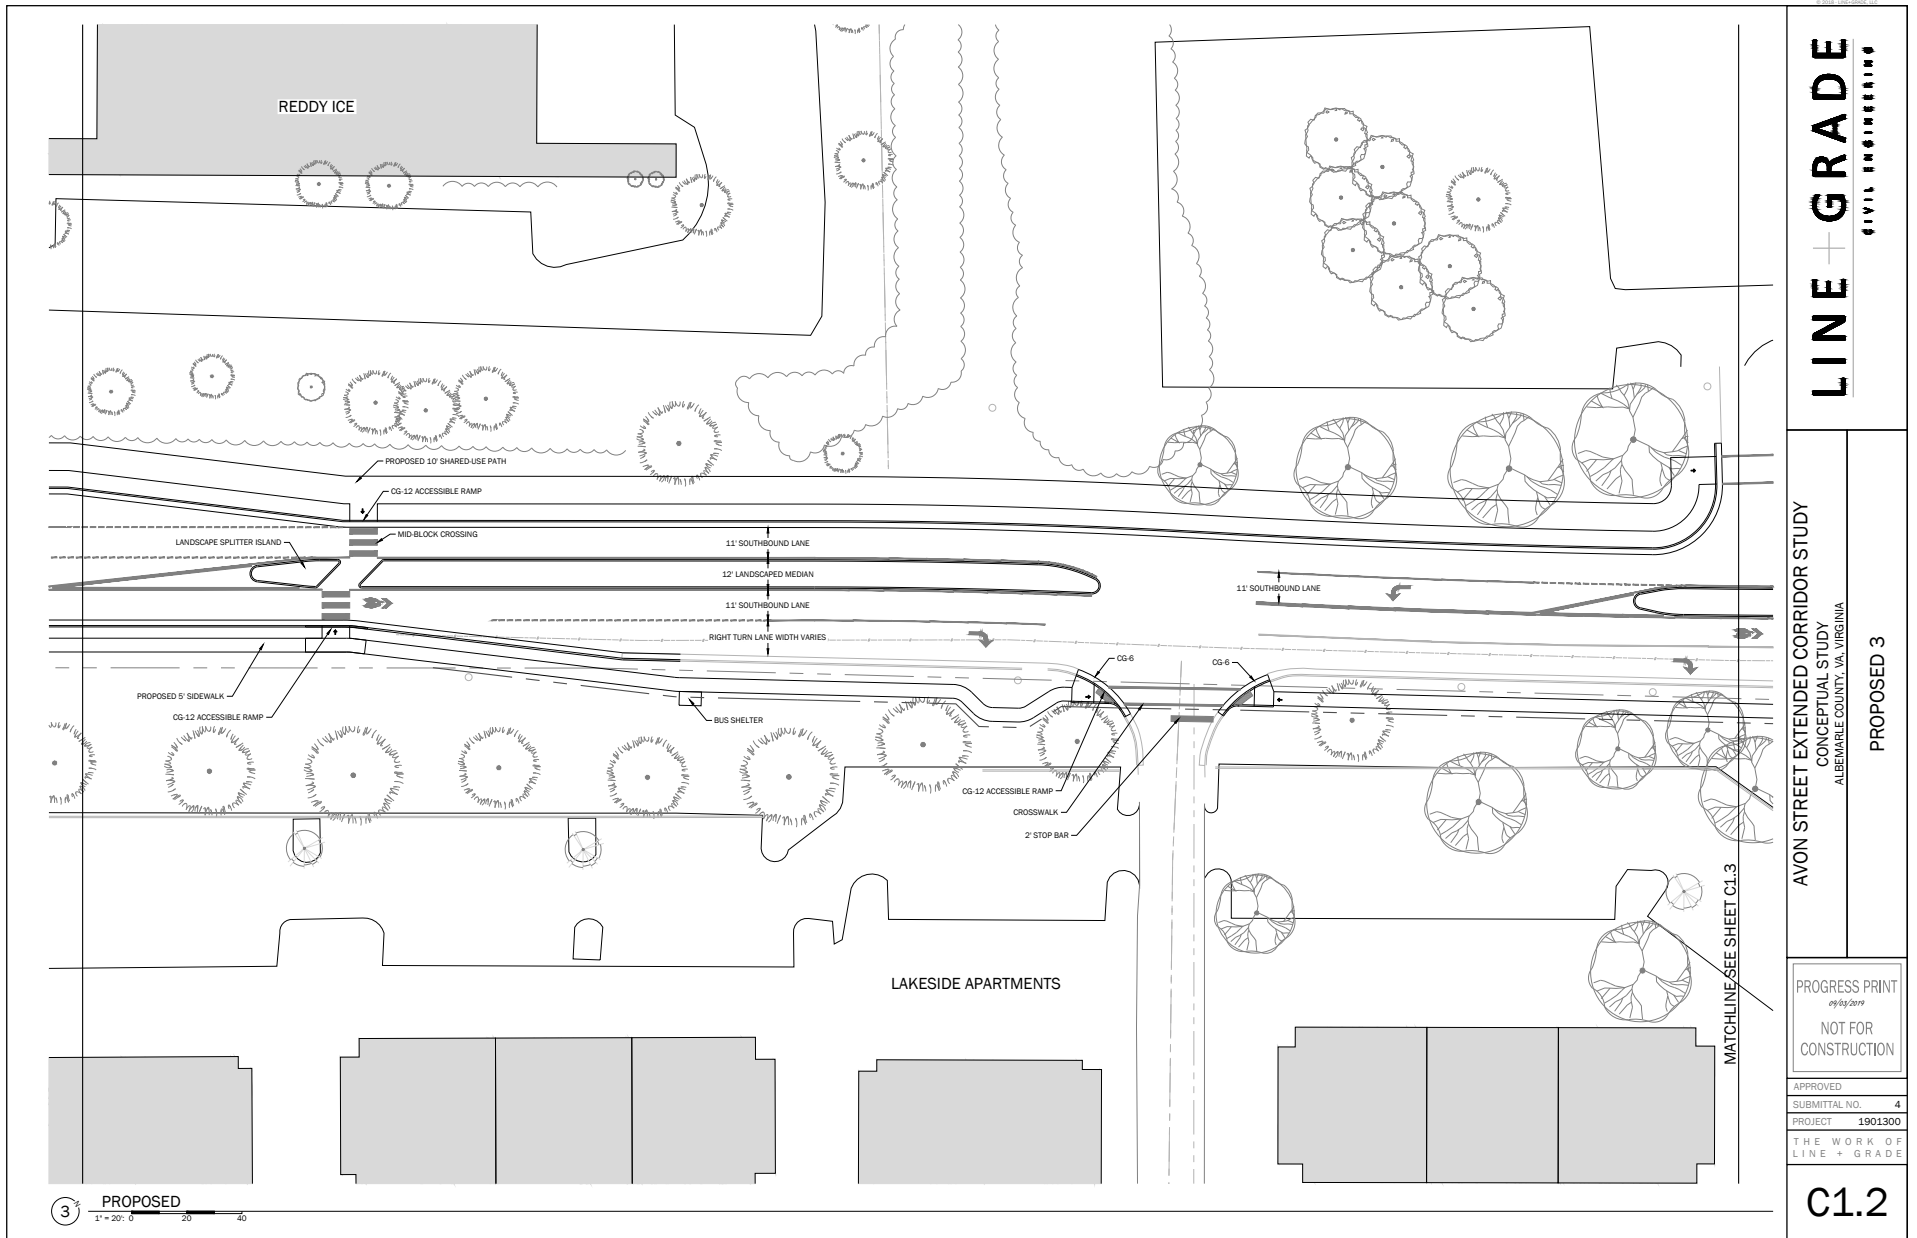 © 2018 - LINE+GRADE, LLC
REDDY ICE
PROPOSED 10' SHARED-USE PATH
CG-12 ACCESSIBLE RAMP
MID-BLOCK CROSSING
LANDSCAPE SPLITTER ISLAND
11' SOUTHBOUND LANE
12' LANDSCAPED MEDIAN
11' SOUTHBOUND LANE
11' SOUTHBOUND LANE
RIGHT TURN LANE WIDTH VARIES
CG-6
CG-6
PROPOSED 5' SIDEWALK
CG-12 ACCESSIBLE RAMP
BUS SHELTER
CG-12 ACCESSIBLE RAMP
CROSSWALK
2' STOP BAR
LAKESIDE APARTMENTS
MATCHLINE SEE SHEET C1.3
3
N
PROPOSED
1" = 20': 0 20 40
LINE + GRADE
CIVIL ENGINEERING
AVON STREET EXTENDED CORRIDOR STUDY
CONCEPTUAL STUDY
ALBEMARLE COUNTY, VA, VIRGINIA
PROPOSED 3
PROGRESS PRINT
09/03/2019
NOT FOR
CONSTRUCTION
APPROVED
SUBMITTAL NO. 4
PROJECT 1901300
THE WORK OF
LINE + GRADE
C1.2